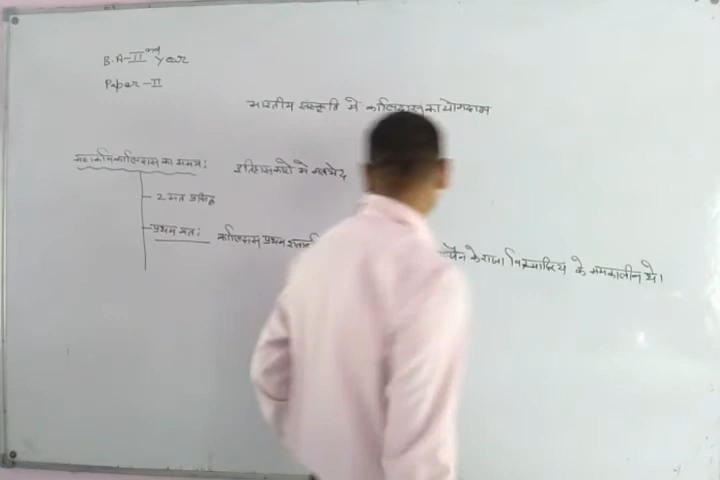 B.A-II nd Year
Paper-II
भारतीय संस्कृति मे कालिदास का योगदान
महाकवि कालिदास का समय: इतिहासकारो मे मतभेद
2 मत प्रसिद्ध
प्रथम मत: कालिदास प्रथम के राजा विक्रमादित्य के समकालीन थे।